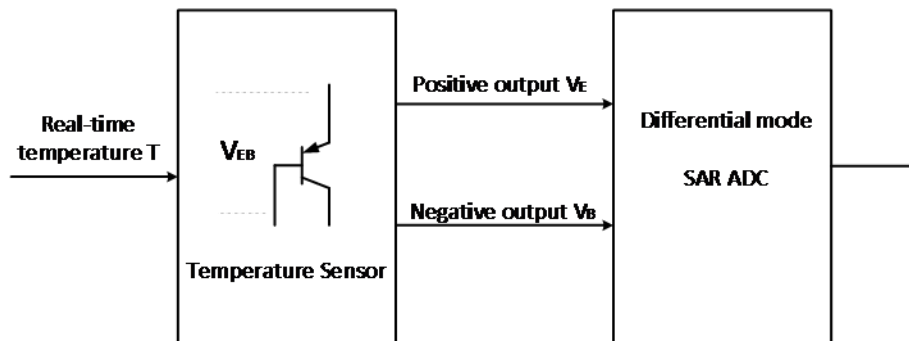 Real-time
temperature T
VEB
Temperature Sensor
Positive output VE
Negative output VB
Differential mode
SAR ADC